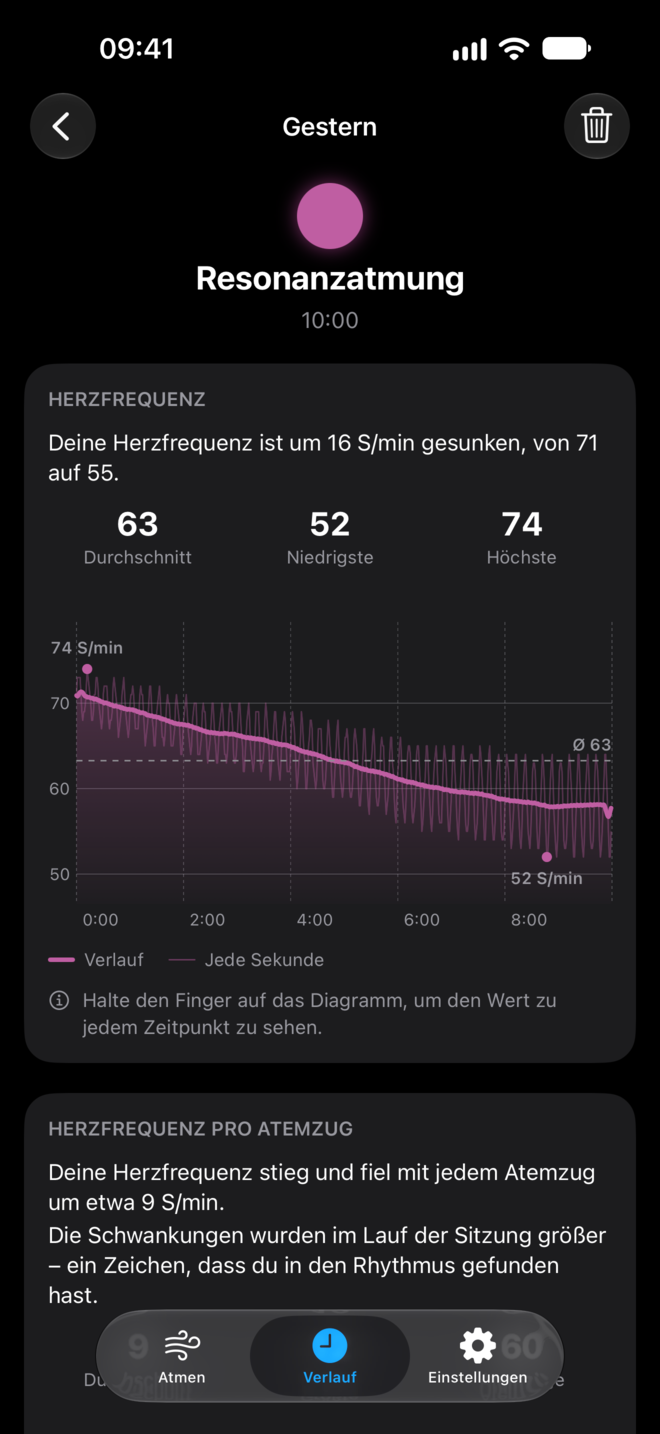 09:41
Gestern
Resonanzatmung
10:00
HERZFREQUENZ
Deine Herzfrequenz ist um 16 S/min gesunken, von 71
auf 55.
63 52 74
Durchschnitt Niedrigste Höchste
74 S/min
70
Ø 63
60
50
52 S/min
0:00 2:00 4:00 6:00 8:00
Verlauf Jede Sekunde
Halte den Finger auf das Diagramm, um den Wert zu
jedem Zeitpunkt zu sehen.
HERZFREQUENZ PRO ATEMZUG
Deine Herzfrequenz stieg und fiel mit jedem Atemzug
um etwa 9 S/min.
Die Schwankungen wurden im Lauf der Sitzung größer
– ein Zeichen, dass du in den Rhythmus gefunden
hast.
9 60
Atmen Verlauf Einstellungen